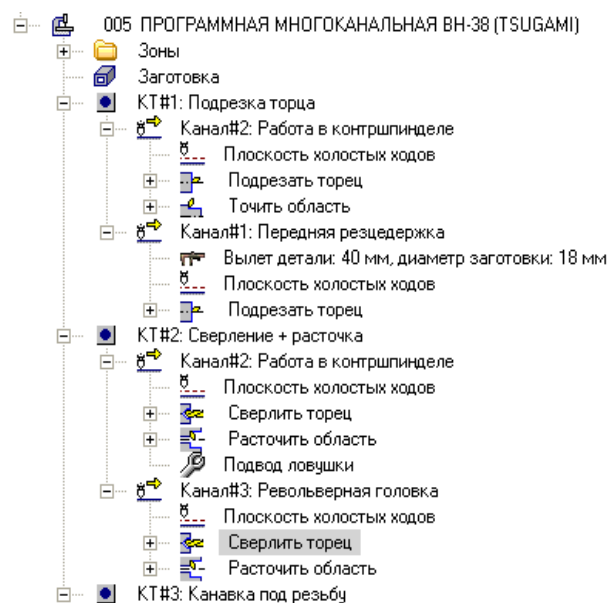 005 ПРОГРАММНАЯ МНОГОКАНАЛЬНАЯ BH-38 (TSUGAMI)
Зоны
Заготовка
КТ#1: Подрезка торца
Канал#2: Работа в контршпинделе
Плоскость холостых ходов
Подрезать торец
Точить область
Канал#1: Передняя резцедержка
Вылет детали: 40 мм, диаметр заготовки: 18 мм
Плоскость холостых ходов
Подрезать торец
КТ#2: Сверление + расточка
Канал#2: Работа в контршпинделе
Плоскость холостых ходов
Сверлить торец
Расточить область
Подвод ловушки
Канал#3: Револьверная головка
Плоскость холостых ходов
Сверлить торец
Расточить область
КТ#3: Канавка под резьбу